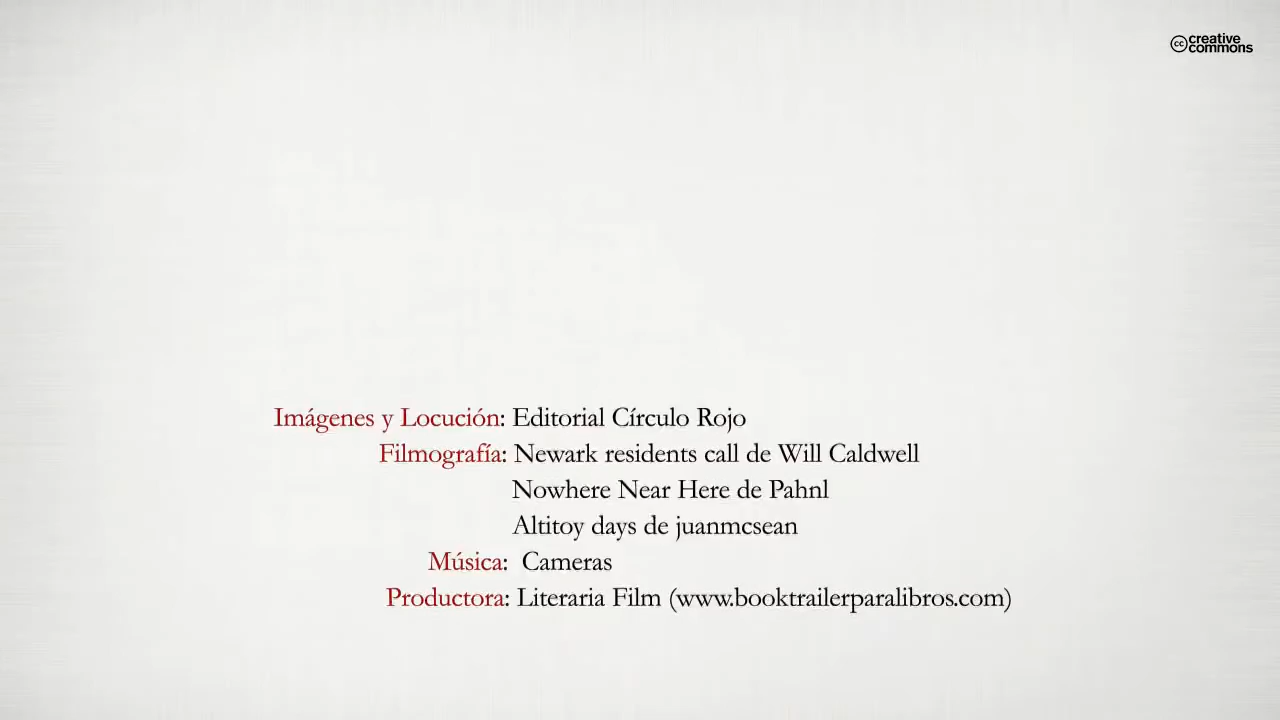 creative
commons
Imágenes y Locución: Editorial Círculo Rojo
Filmografía: Newark residents call de Will Caldwell
Nowhere Near Here de Pahnl
Altitoy days de juanmcsean
Música: Cameras
Productora: Literaria Film (www.booktrailerparalibros.com)